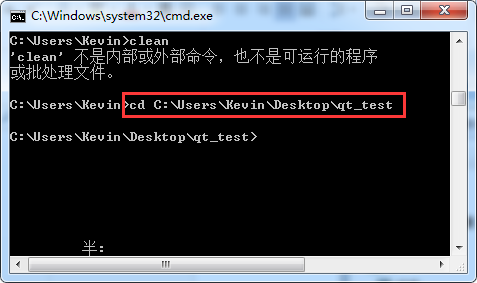 C:\Windows\system32\cmd.exe
C:\Users\Kevin>clean
'clean' 不是内部或外部命令，也不是可运行的程序
或批处理文件。
C:\Users\Kevin>cd C:\Users\Kevin\Desktop\qt_test
C:\Users\Kevin\Desktop\qt_test>
半: